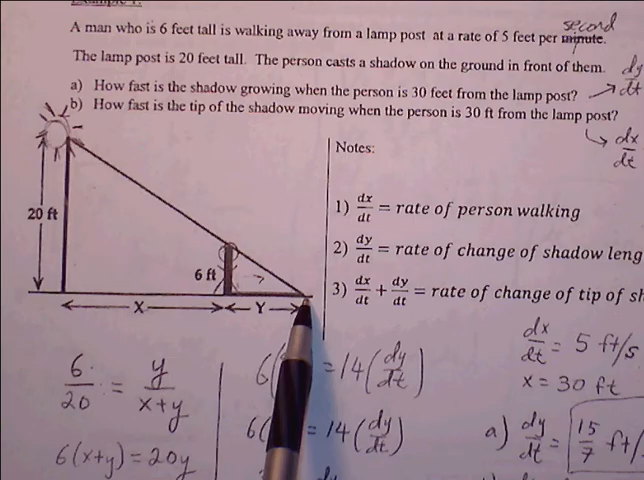 second
A man who is 6 feet tall is walking away from a lamp post at a rate of 5 feet per minute.
The lamp post is 20 feet tall. The person casts a shadow on the ground in front of them.
a) How fast is the shadow growing when the person is 30 feet from the lamp post? → dy/dt
b) How fast is the tip of the shadow moving when the person is 30 ft from the lamp post?
↳ dx/dt
Notes:
1) dx/dt = rate of person walking
2) dy/dt = rate of change of shadow leng
3) dx/dt + dy/dt = rate of change of tip of sh
20 ft
6 ft
X
Y
6/20 = y/(x+y)
6(x+y) = 20y
6( = 14(dy/dt)
6( = 14(dy/dt)
dx/dt = 5 ft/s
x = 30 ft
a) dy/dt = 15/7 ft/